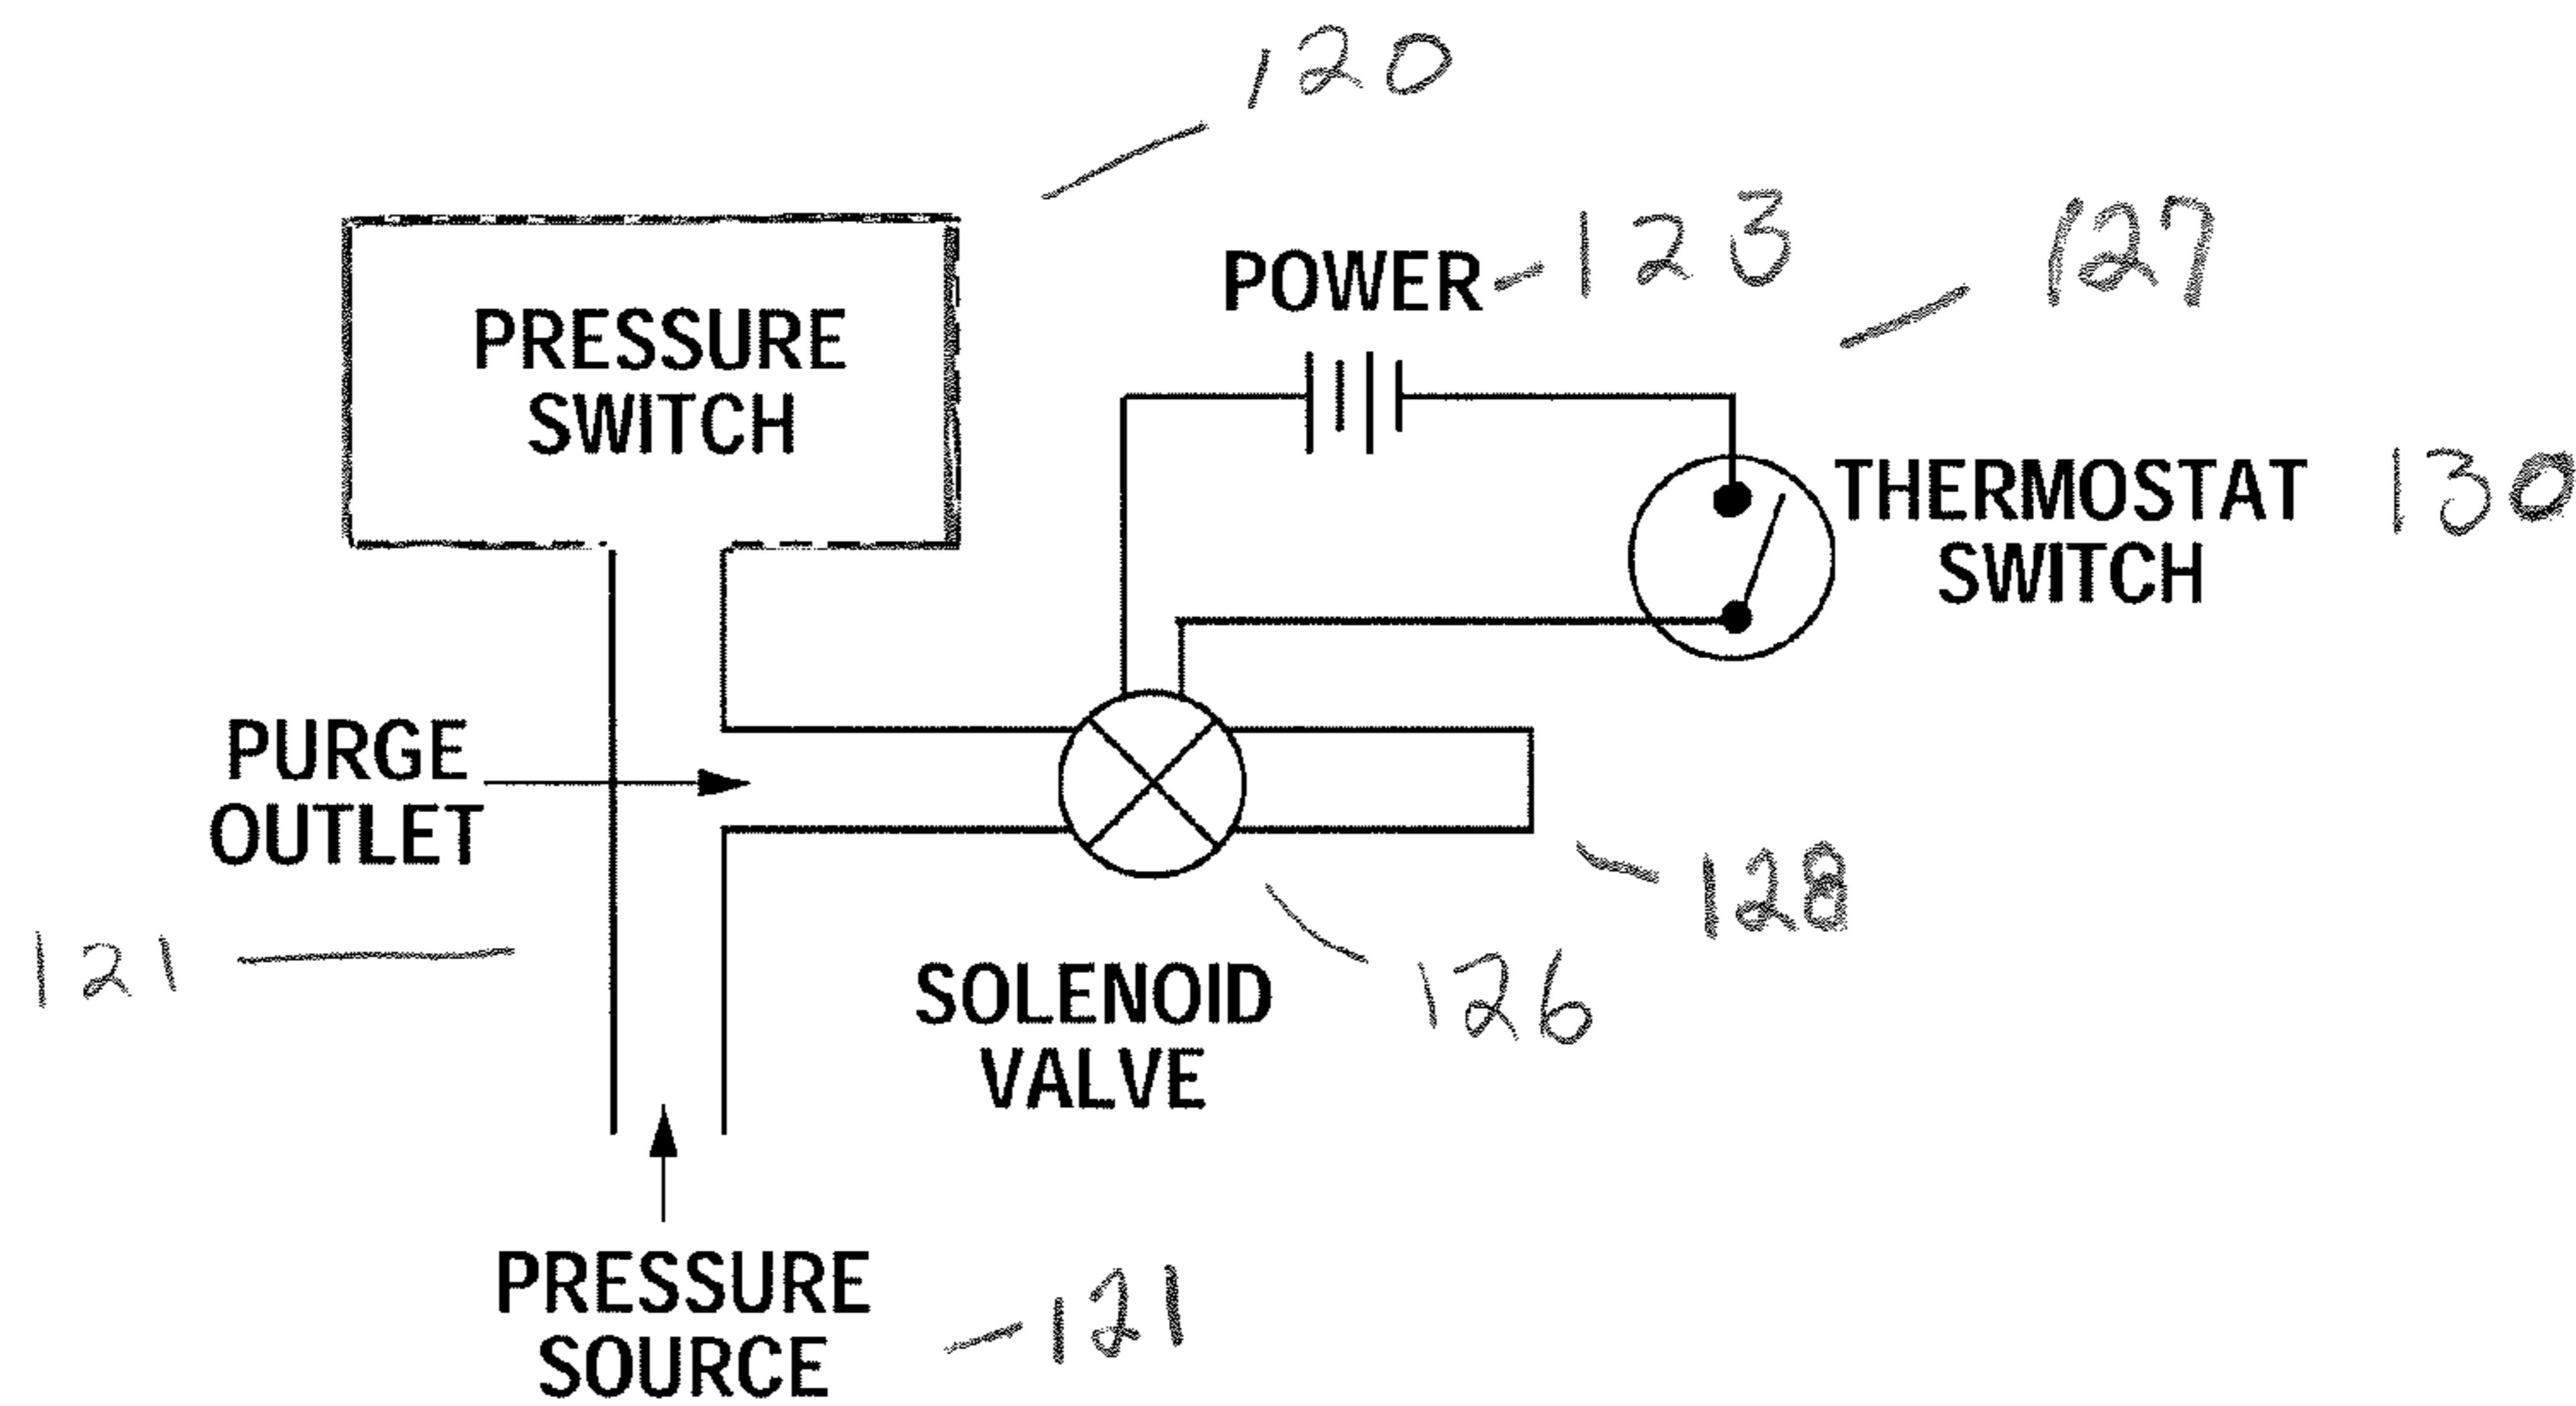 120
PRESSURE
SWITCH
POWER 123
127
THERMOSTAT 130
SWITCH
PURGE
OUTLET
128
121
SOLENOID
VALVE
126
PRESSURE
SOURCE 121